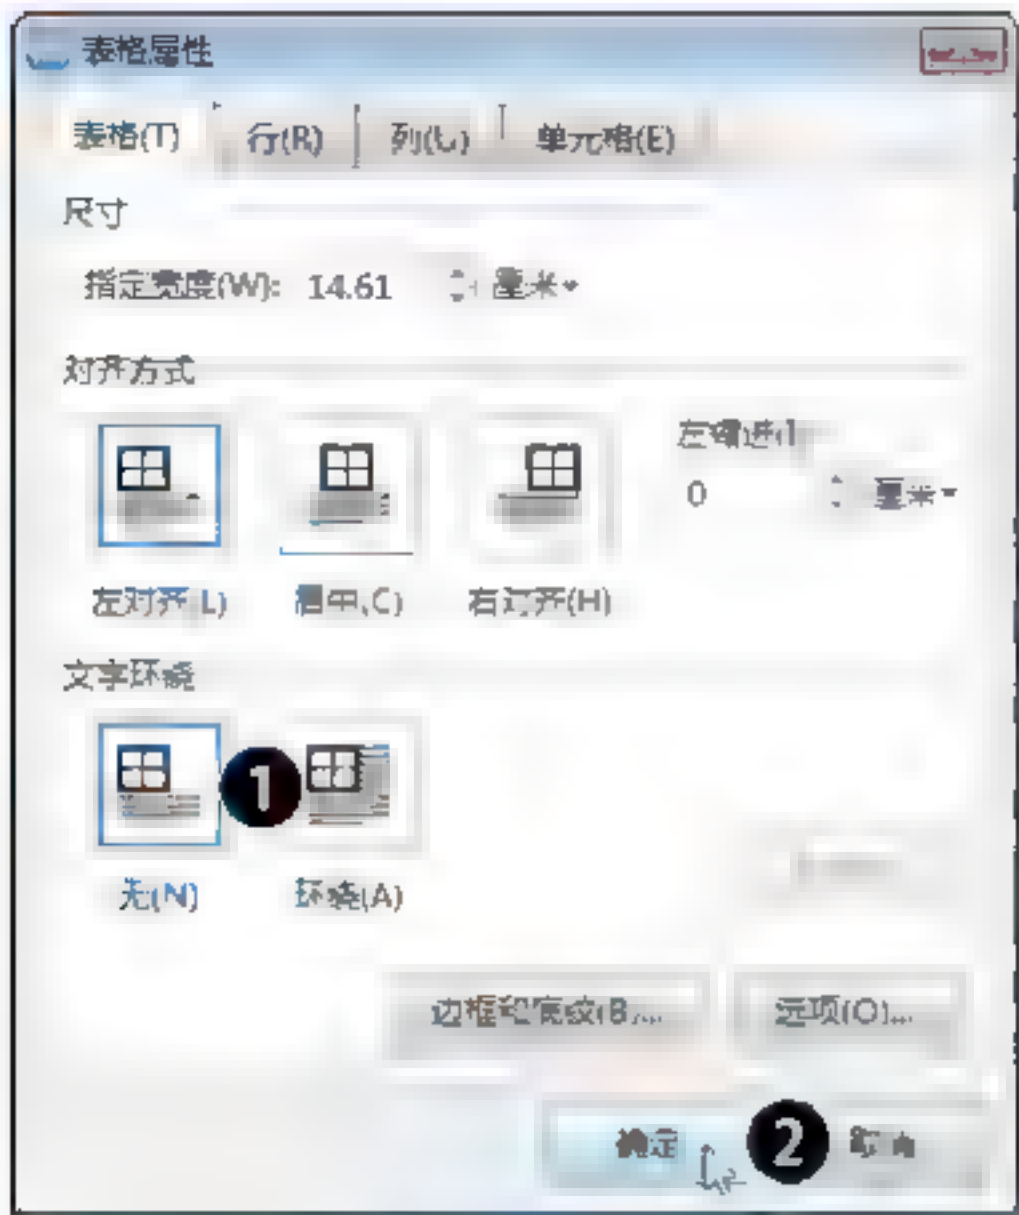 表格属性
表格(T) 行(R) 列(U) 单元格(E)
尺寸
指定宽度(W): 14.61 厘米
对齐方式
左缩进(I
0 厘米
左对齐(L) 居中(C) 右对齐(H)
文字环绕
1
无(N) 环绕(A)
边框和底纹(B)... 选项(O)...
确定 2 取消